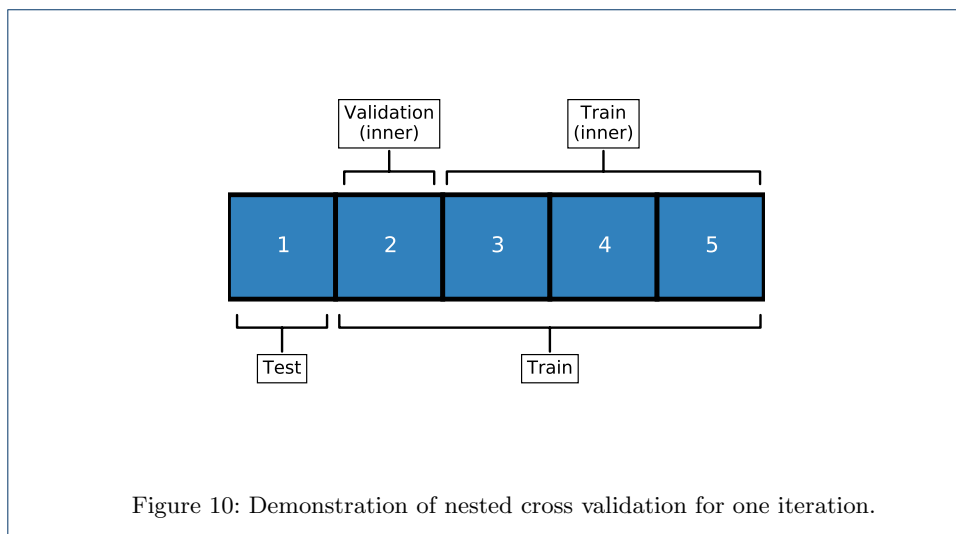 Validation
(inner)
Train
(inner)
1
2
3
4
5
Test
Train
Figure 10: Demonstration of nested cross validation for one iteration.